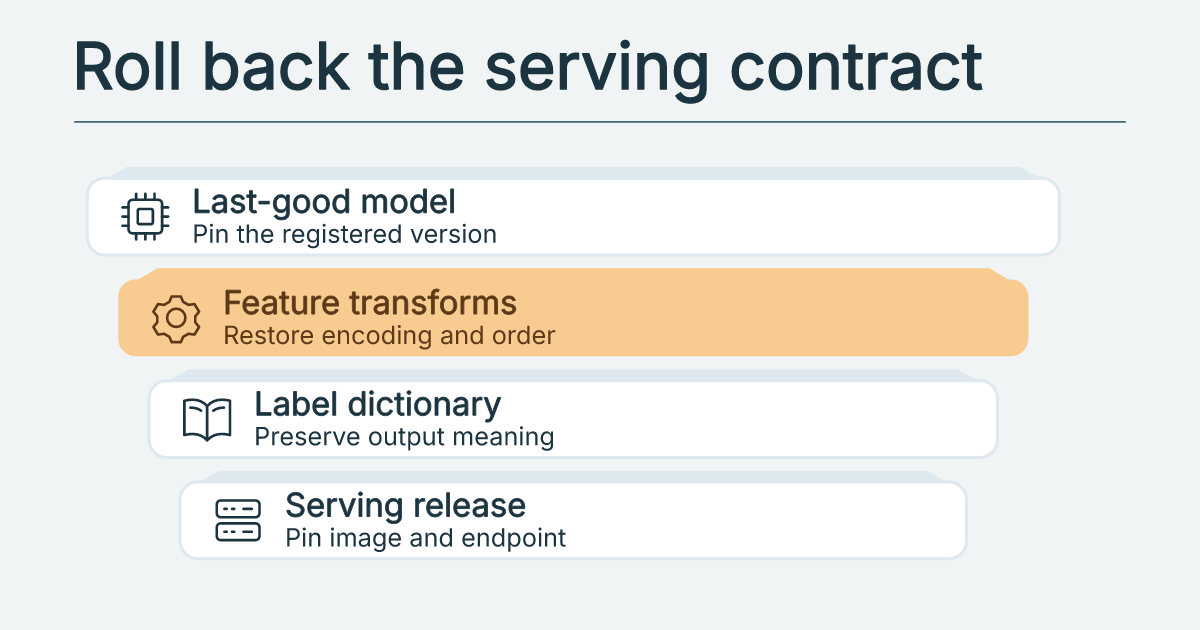 Roll back the serving contract
Last-good model
Pin the registered version
Feature transforms
Restore encoding and order
Label dictionary
Preserve output meaning
Serving release
Pin image and endpoint